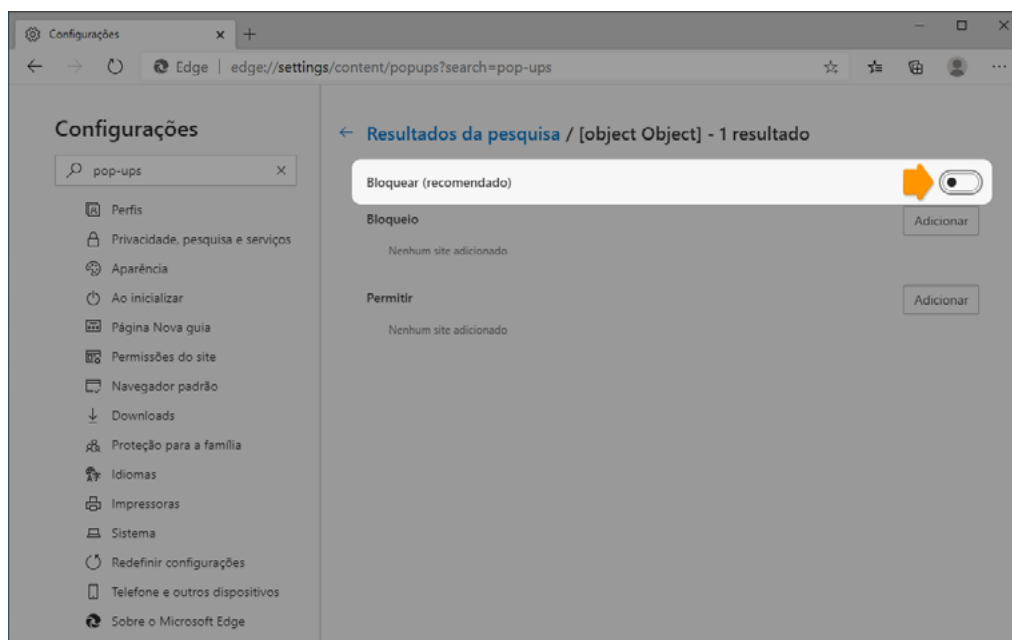 Configurações
Edge | edge://settings/content/popups?search=pop-ups
Configurações
pop-ups
Perfis
Privacidade, pesquisa e serviços
Aparência
Ao inicializar
Página Nova guia
Permissões do site
Navegador padrão
Downloads
Proteção para a família
Idiomas
Impressoras
Sistema
Redefinir configurações
Telefone e outros dispositivos
Sobre o Microsoft Edge
Resultados da pesquisa / [object Object] - 1 resultado
Bloquear (recomendado)
Bloqueio
Adicionar
Nenhum site adicionado
Permitir
Adicionar
Nenhum site adicionado